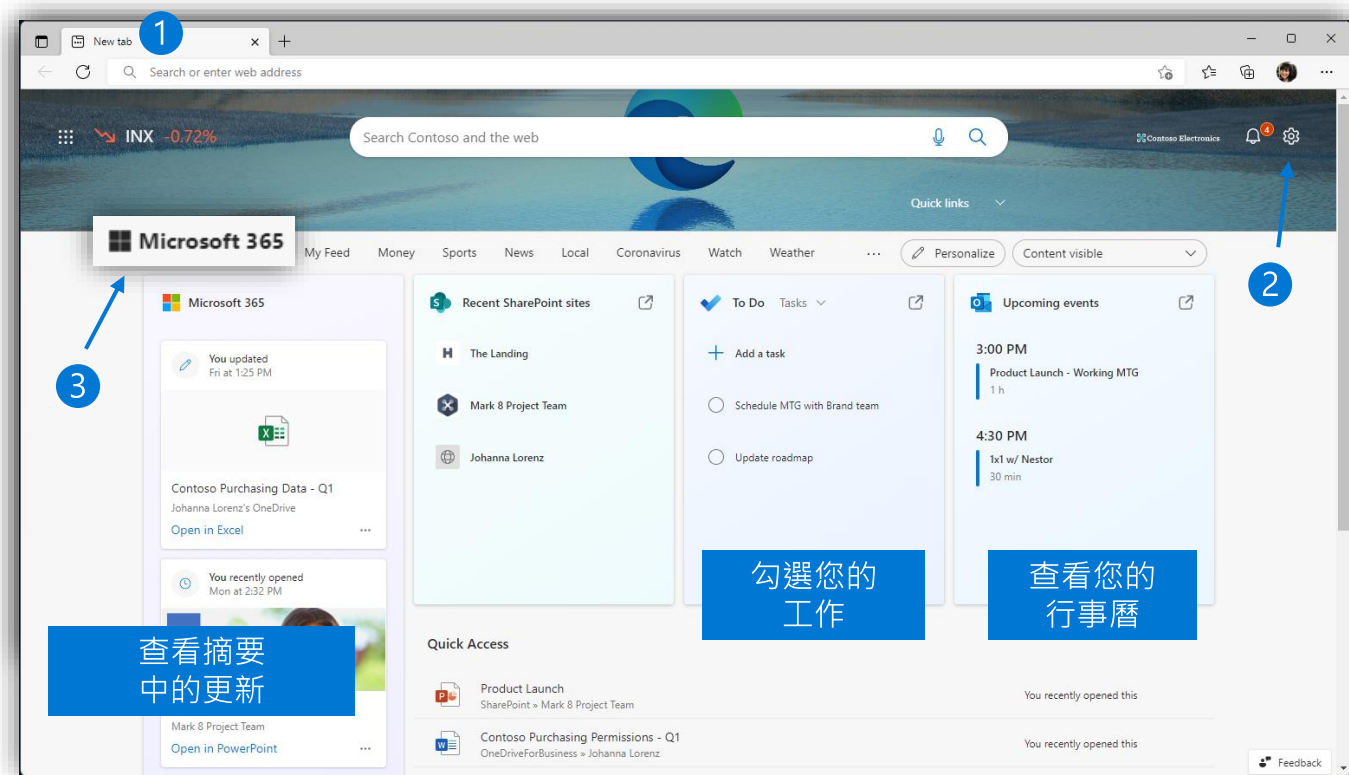 1
New tab
Search or enter web address
INX -0.72%
Search Contoso and the web
Contoso Electronics
4
Quick links
Microsoft 365
My Feed
Money
Sports
News
Local
Coronavirus
Watch
Weather
Personalize
Content visible
2
3
Microsoft 365
You updated
Fri at 1:25 PM
Contoso Purchasing Data - Q1
Johanna Lorenz's OneDrive
Open in Excel
You recently opened
Mon at 2:32 PM
查看摘要
中的更新
Mark 8 Project Team
Open in PowerPoint
Recent SharePoint sites
H The Landing
Mark 8 Project Team
Johanna Lorenz
To Do Tasks
Add a task
Schedule MTG with Brand team
Update roadmap
勾選您的
工作
Upcoming events
3:00 PM
Product Launch - Working MTG
1 h
4:30 PM
1x1 w/ Nestor
30 min
查看您的
行事曆
Quick Access
Product Launch
SharePoint » Mark 8 Project Team
You recently opened this
Contoso Purchasing Permissions - Q1
OneDriveForBusiness » Johanna Lorenz
You recently opened this
Feedback